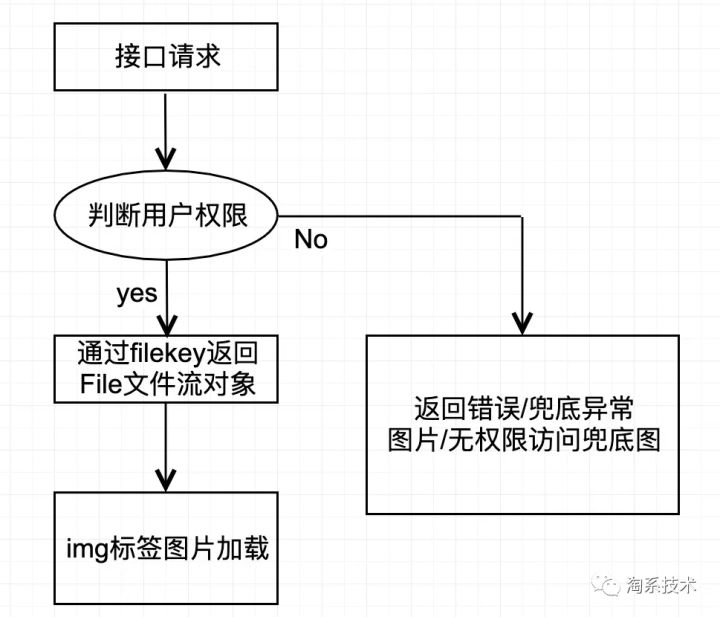 接口请求
判断用户权限
No
yes
通过filekey返回
File文件流对象
返回错误/兜底异常
图片/无权限访问兜底图
img标签图片加载
淘系技术